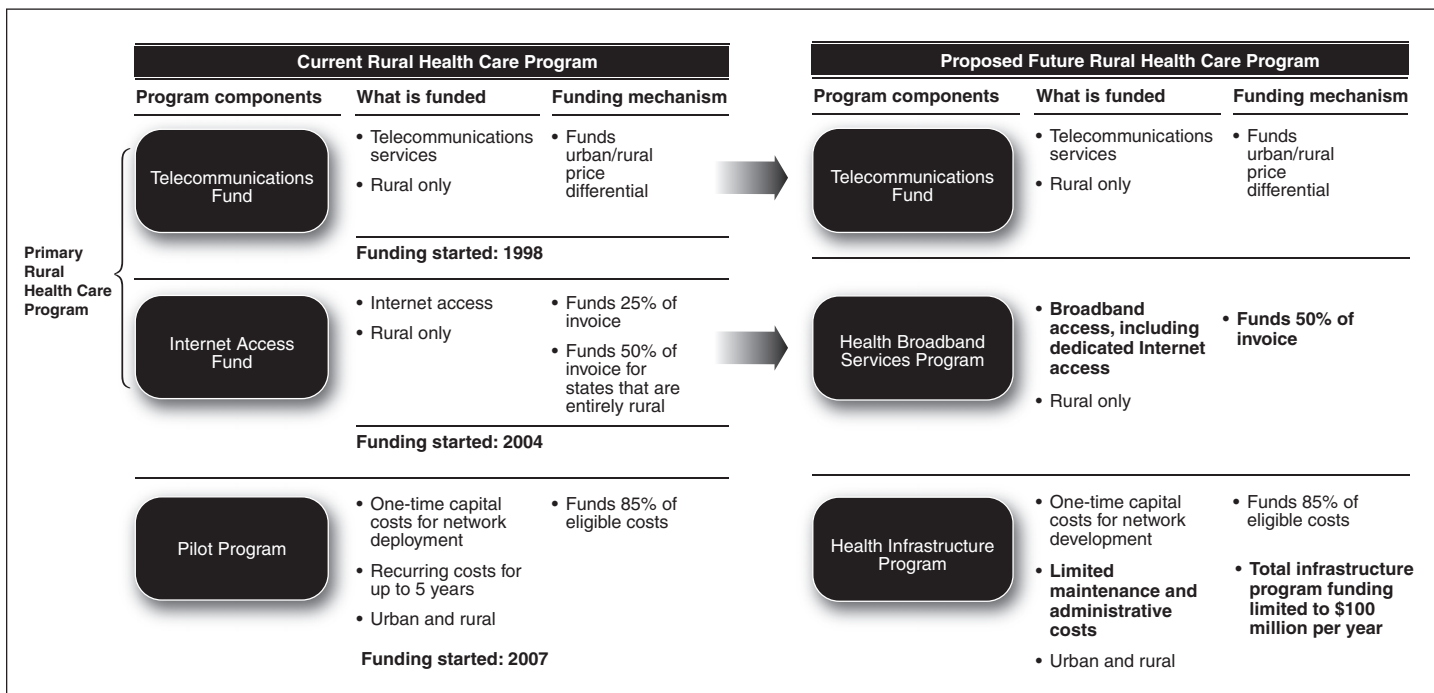 Current Rural Health Care Program
Program components
What is funded
Funding mechanism
Primary
Rural
Health Care
Program
Telecommunications
Fund
• Telecommunications
services
• Rural only
• Funds
urban/rural
price
differential
Funding started: 1998
Internet Access
Fund
• Internet access
• Rural only
• Funds 25% of
invoice
• Funds 50% of
invoice for
states that are
entirely rural
Funding started: 2004
Pilot Program
• One-time capital
costs for network
deployment
• Recurring costs for
up to 5 years
• Urban and rural
• Funds 85% of
eligible costs
Funding started: 2007
Proposed Future Rural Health Care Program
Program components
What is funded
Funding mechanism
Telecommunications
Fund
• Telecommunications
services
• Rural only
• Funds
urban/rural
price
differential
Health Broadband
Services Program
• Broadband
access, including
dedicated Internet
access
• Rural only
• Funds 50% of
invoice
Health Infrastructure
Program
• One-time capital
costs for network
development
• Limited
maintenance and
administrative
costs
• Urban and rural
• Funds 85% of
eligible costs
• Total infrastructure
program funding
limited to $100
million per year